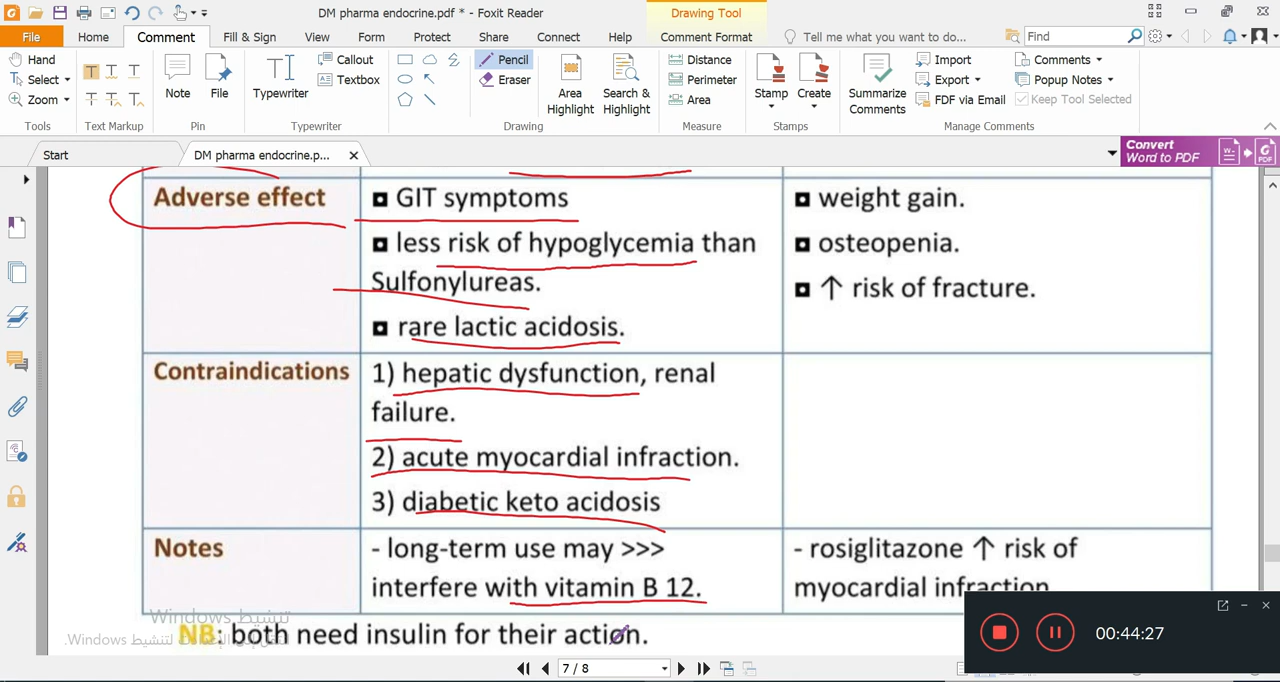 DM pharma endocrine.pdf * - Foxit Reader
Drawing Tool
File Home Comment Fill & Sign View Form Protect Share Connect Help Comment Format Tell me what you want to do... Find
Hand
Select
Zoom
Tools
Text Markup
Note
File
Pin
Typewriter
Callout
Textbox
Typewriter
Pencil
Eraser
Area
Highlight
Search &
Highlight
Drawing
Distance
Perimeter
Area
Measure
Stamp
Create
Stamps
Summarize
Comments
Import
Export
FDF via Email
Comments
Popup Notes
Keep Tool Selected
Manage Comments
Start
DM pharma endocrine.p...
Convert
Word to PDF
Adverse effect
GIT symptoms
less risk of hypoglycemia than
Sulfonylureas.
rare lactic acidosis.
weight gain.
osteopenia.
↑ risk of fracture.
Contraindications
1) hepatic dysfunction, renal
failure.
2) acute myocardial infraction.
3) diabetic keto acidosis
Notes
- long-term use may >>>
interfere with vitamin B 12.
- rosiglitazone ↑ risk of
myocardial infraction
تنشيط Windows
لتنشيط Windows.
NB: both need insulin for their action.
00:44:27
7 / 8